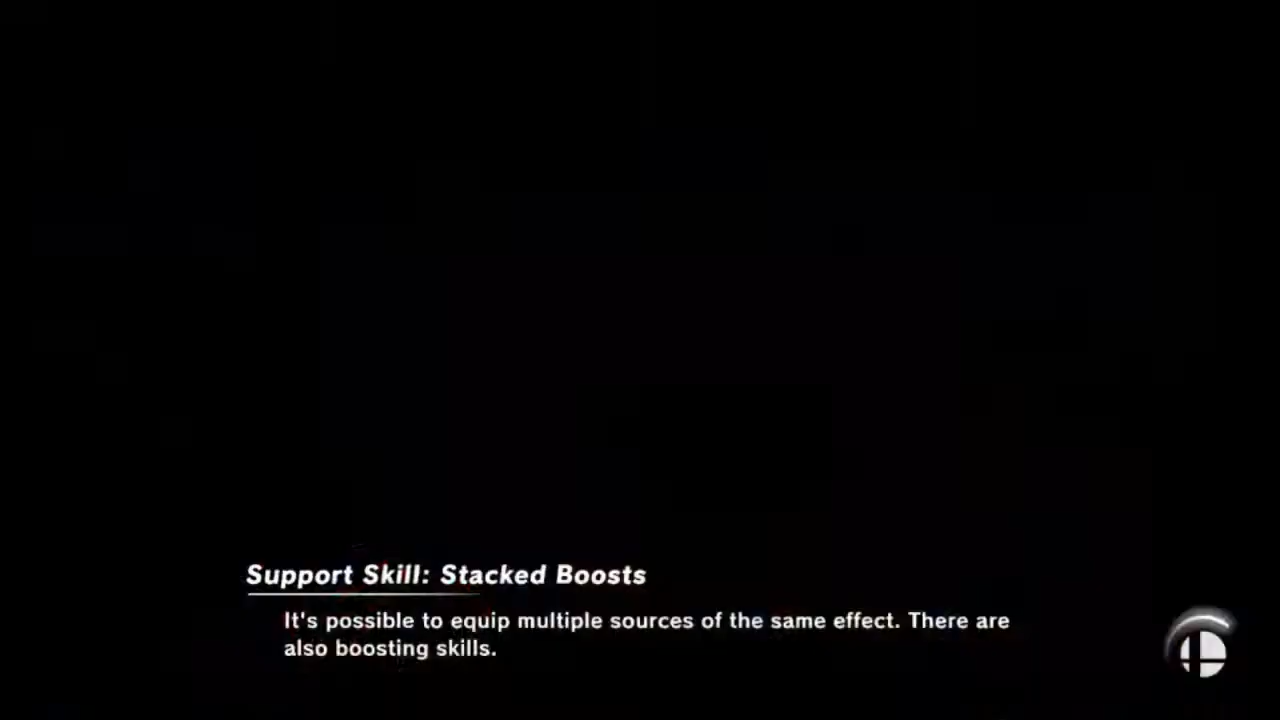 Support Skill: Stacked Boosts
It's possible to equip multiple sources of the same effect. There are
also boosting skills.